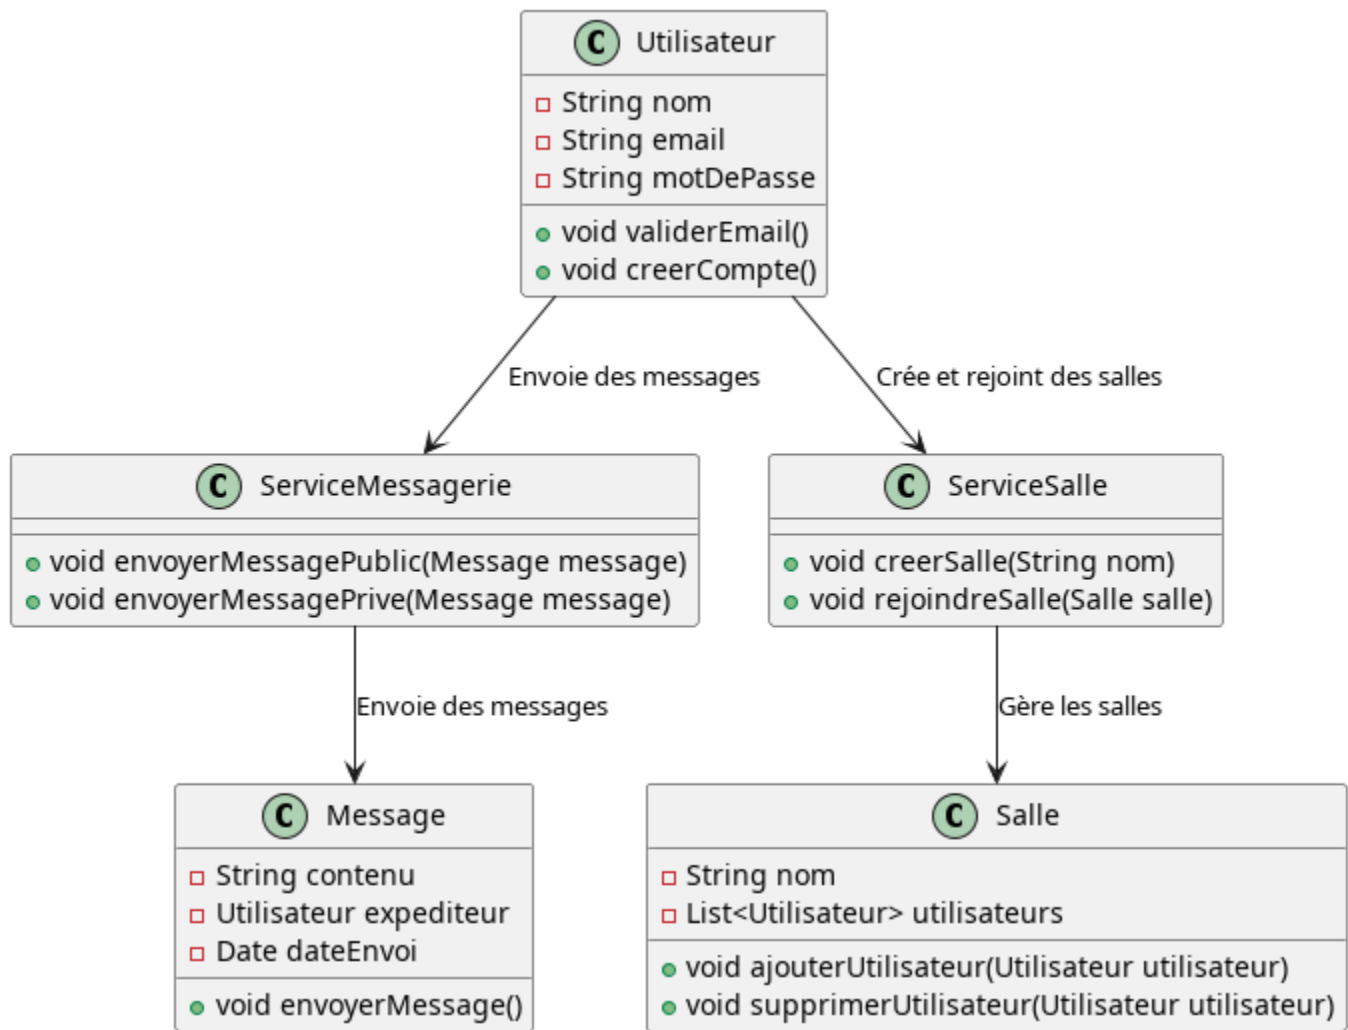 C Utilisateur
String nom
String email
String motDePasse
void validerEmail()
void creerCompte()
Envoie des messages
Crée et rejoint des salles
C ServiceMessagerie
void envoyerMessagePublic(Message message)
void envoyerMessagePrive(Message message)
C ServiceSalle
void creerSalle(String nom)
void rejoindreSalle(Salle salle)
Envoie des messages
Gère les salles
C Message
String contenu
Utilisateur expediteur
Date dateEnvoi
void envoyerMessage()
C Salle
String nom
List<Utilisateur> utilisateurs
void ajouterUtilisateur(Utilisateur utilisateur)
void supprimerUtilisateur(Utilisateur utilisateur)